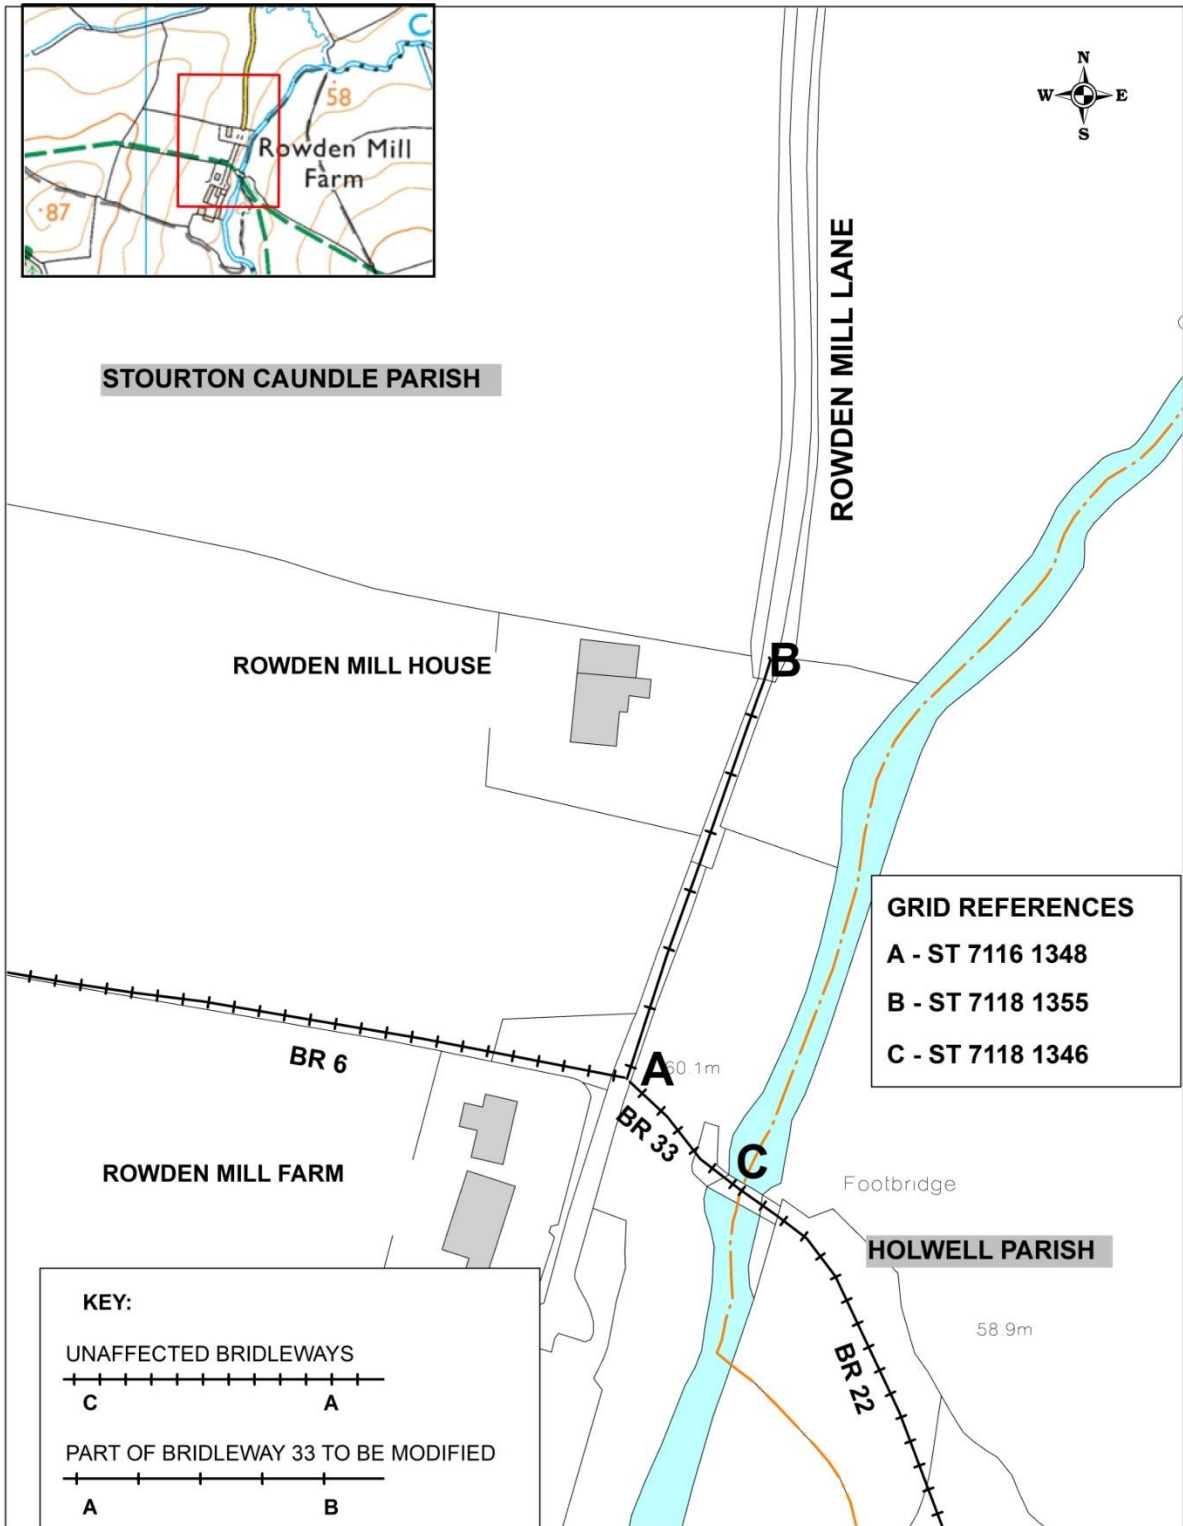 C
58
Rowden Mill
Farm
87
N
W E
S
STOURTON CAUNDLE PARISH
ROWDEN MILL LANE
ROWDEN MILL HOUSE
B
GRID REFERENCES
A - ST 7116 1348
B - ST 7118 1355
C - ST 7118 1346
BR 6
A
60.1m
BR 33
C
ROWDEN MILL FARM
Footbridge
HOLWELL PARISH
58.9m
BR 22
KEY:
UNAFFECTED BRIDLEWAYS
C A
PART OF BRIDLEWAY 33 TO BE MODIFIED
A B